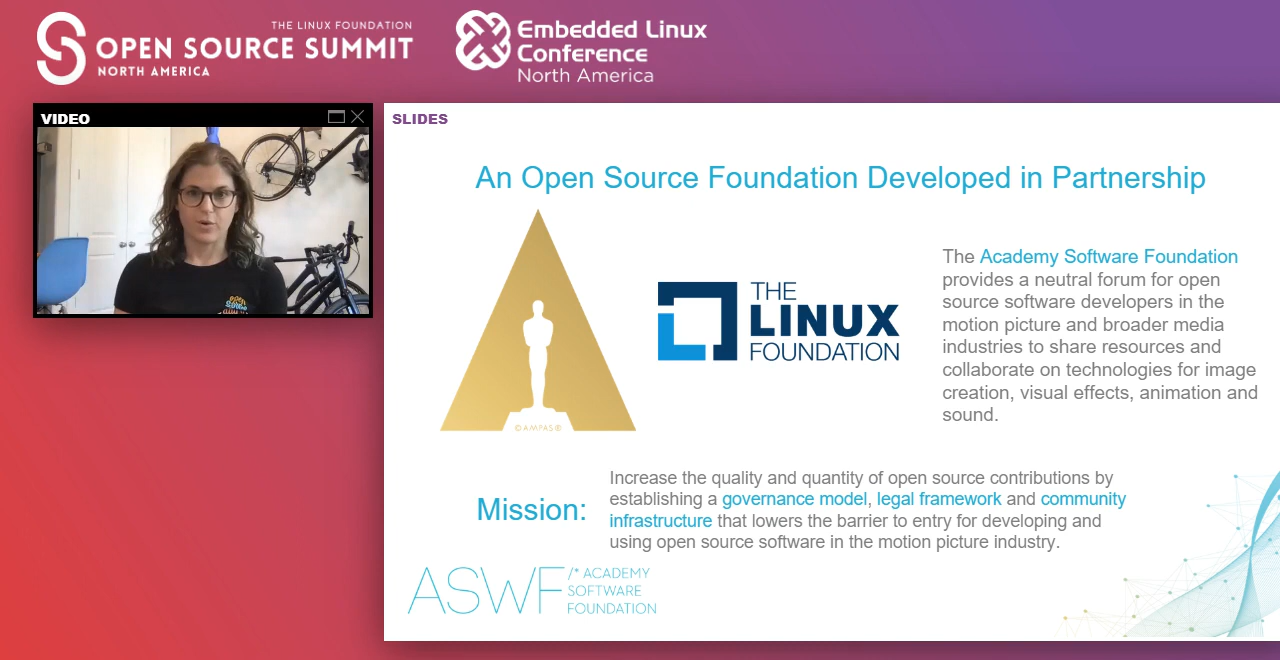 THE LINUX FOUNDATION
OPEN SOURCE SUMMIT
NORTH AMERICA
Embedded Linux
Conference
North America
VIDEO
SLIDES
An Open Source Foundation Developed in Partnership
©AMPAS®
THE
LINUX
FOUNDATION
The Academy Software Foundation
provides a neutral forum for open
source software developers in the
motion picture and broader media
industries to share resources and
collaborate on technologies for image
creation, visual effects, animation and
sound.
Mission:
Increase the quality and quantity of open source contributions by
establishing a governance model, legal framework and community
infrastructure that lowers the barrier to entry for developing and
using open source software in the motion picture industry.
ASWF
/* ACADEMY
SOFTWARE
FOUNDATION